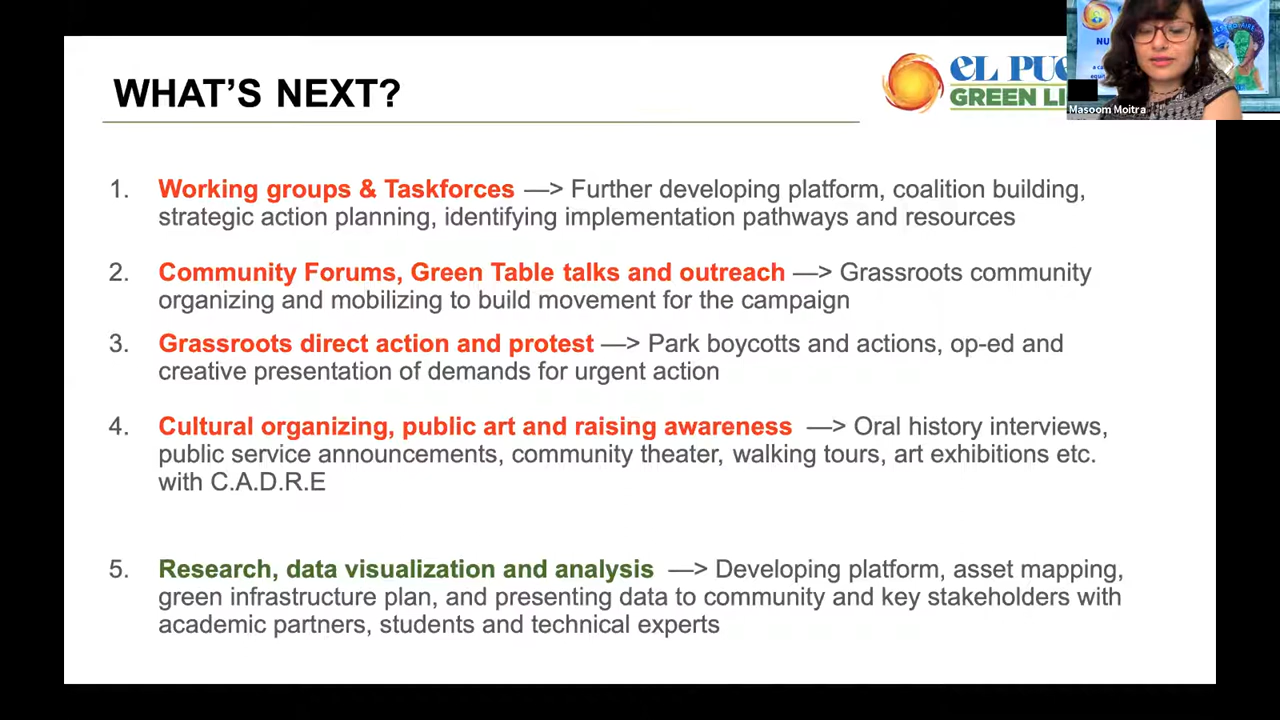 WHAT'S NEXT?
EL PUE
GREEN LI
NU
Masoom Moitra
1. Working groups & Taskforces —> Further developing platform, coalition building,
strategic action planning, identifying implementation pathways and resources
2. Community Forums, Green Table talks and outreach —> Grassroots community
organizing and mobilizing to build movement for the campaign
3. Grassroots direct action and protest —> Park boycotts and actions, op-ed and
creative presentation of demands for urgent action
4. Cultural organizing, public art and raising awareness —> Oral history interviews,
public service announcements, community theater, walking tours, art exhibitions etc.
with C.A.D.R.E
5. Research, data visualization and analysis —> Developing platform, asset mapping,
green infrastructure plan, and presenting data to community and key stakeholders with
academic partners, students and technical experts